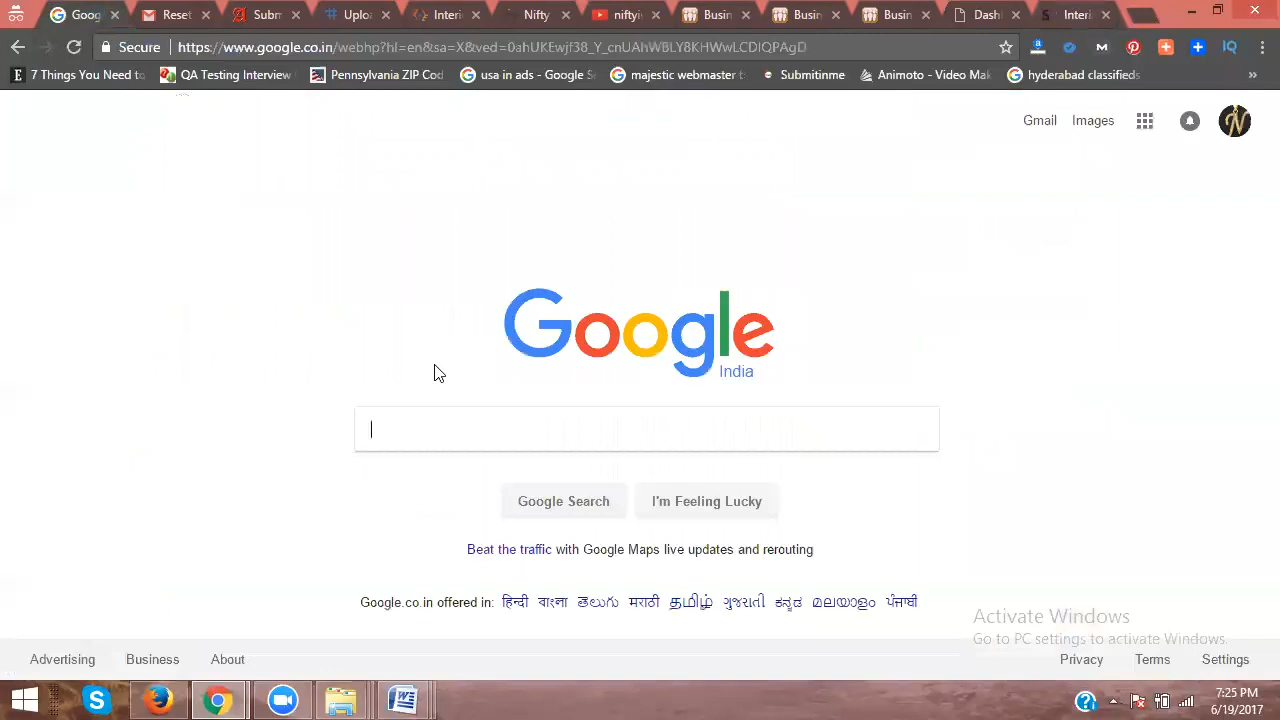 Goog Reset Subm Uplo Interi Nifty niftyi Busin Busin Busin Dash Interi
Secure https://www.google.co.in/webhp?hl=en&sa=X&ved=0ahUKEwjf38_Y_cnUAhWBLY8KHWwLCDIQPAgD
7 Things You Need to QA Testing Interview Pennsylvania ZIP Cod usa in ads - Google S majestic webmaster t Submitinme Animoto - Video Mak hyderabad classifieds
Gmail Images
Google
India
Google Search I'm Feeling Lucky
Beat the traffic with Google Maps live updates and rerouting
Google.co.in offered in: हिन्दी বাংলা తెలుగు मराठी தமிழ் ગુજરાતી ಕನ್ನಡ മലയാളം ਪੰਜਾਬੀ
Activate Windows
Go to PC settings to activate Windows.
Advertising Business About Privacy Terms Settings
7:25 PM
6/19/2017